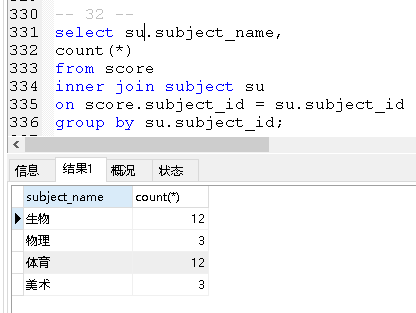 330 -- 32 --
331 select su.subject_name,
332 count(*)
333 from score
334 inner join subject su
335 on score.subject_id = su.subject_id
336 group by su.subject_id;
信息 结果1 概况 状态
subject_name count(*)
生物 12
物理 3
体育 12
美术 3